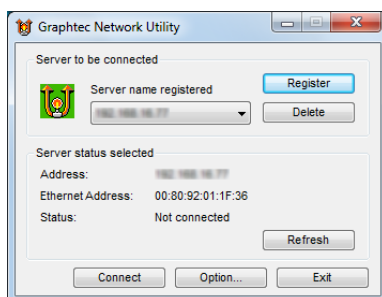 Graphtec Network Utility
Server to be connected
Server name registered
Register
Delete
Server status selected
Address:
Ethernet Address: 00:80:92:01:1F:36
Status: Not connected
Refresh
Connect Option... Exit